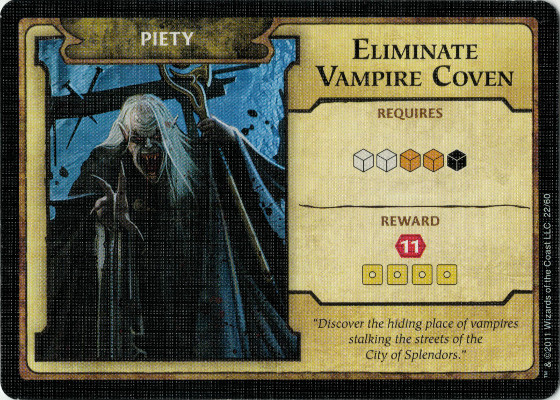 PIETY
ELIMINATE
VAMPIRE COVEN
REQUIRES
REWARD
11
"Discover the hiding place of vampires
stalking the streets of the
City of Splendors."
™ & ©2011 Wizards of the Coast LLC. 22/60